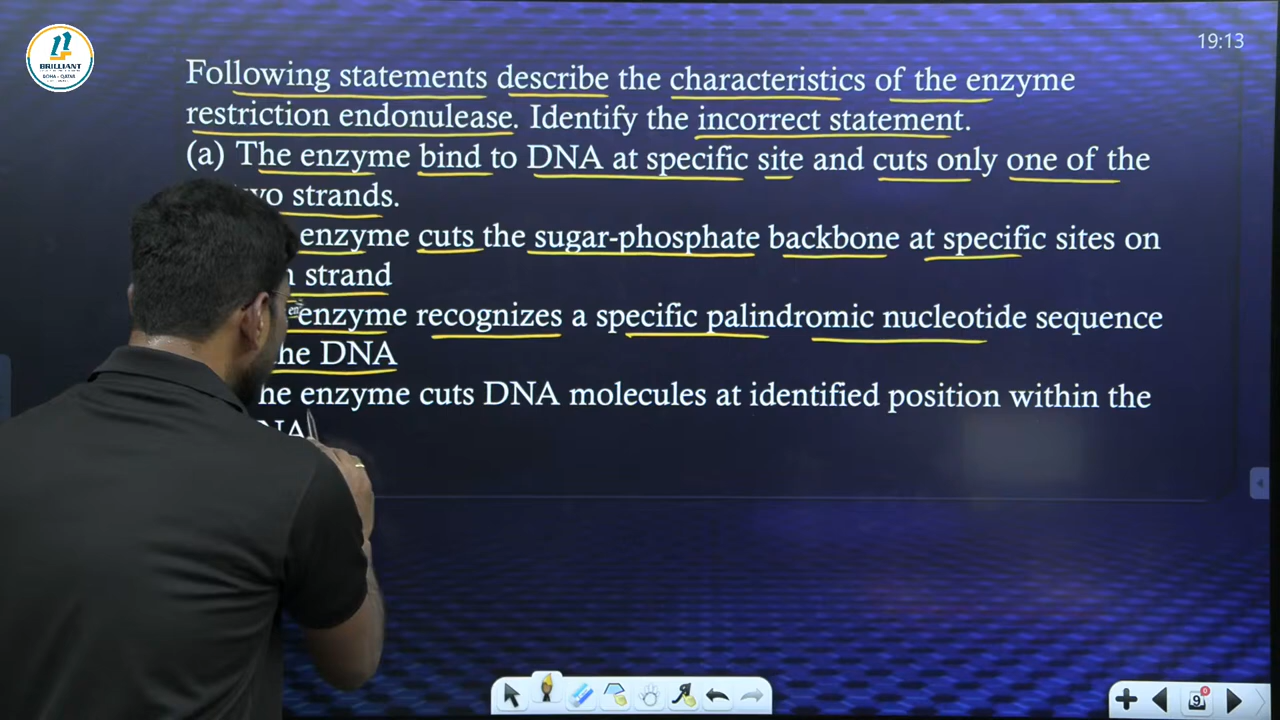 BRILLIANT
DOHA - QATAR
19:13
Following statements describe the characteristics of the enzyme
restriction endonulease. Identify the incorrect statement.
(a) The enzyme bind to DNA at specific site and cuts only one of the
strands.
enzyme cuts the sugar-phosphate backbone at specific sites on
strand
enzyme recognizes a specific palindromic nucleotide sequence
DNA
enzyme cuts DNA molecules at identified position within the
9